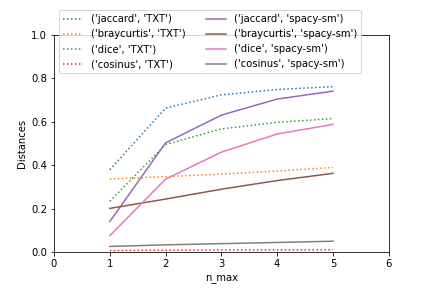 ('jaccard', 'TXT') ('jaccard', 'spacy-sm')
('braycurtis', 'TXT') ('braycurtis', 'spacy-sm')
('dice', 'TXT') ('dice', 'spacy-sm')
('cosinus', 'TXT') ('cosinus', 'spacy-sm')
1.0
0.8
0.6
0.4
0.2
0.0
Distances
0 1 2 3 4 5 6
n_max